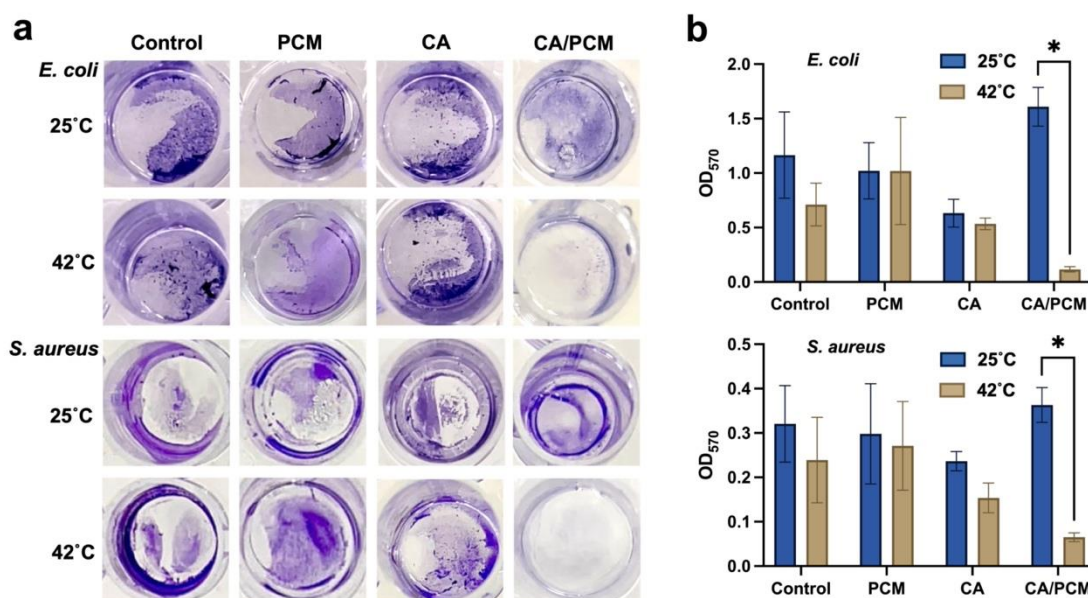 a
Control PCM CA CA/PCM
E. coli
25°C
42°C
S. aureus
25°C
42°C
b
E. coli
25°C
42°C
*
2.0
1.5
1.0
0.5
0.0
OD570
Control PCM CA CA/PCM
S. aureus
25°C
42°C
*
0.5
0.4
0.3
0.2
0.1
0.0
OD570
Control PCM CA CA/PCM